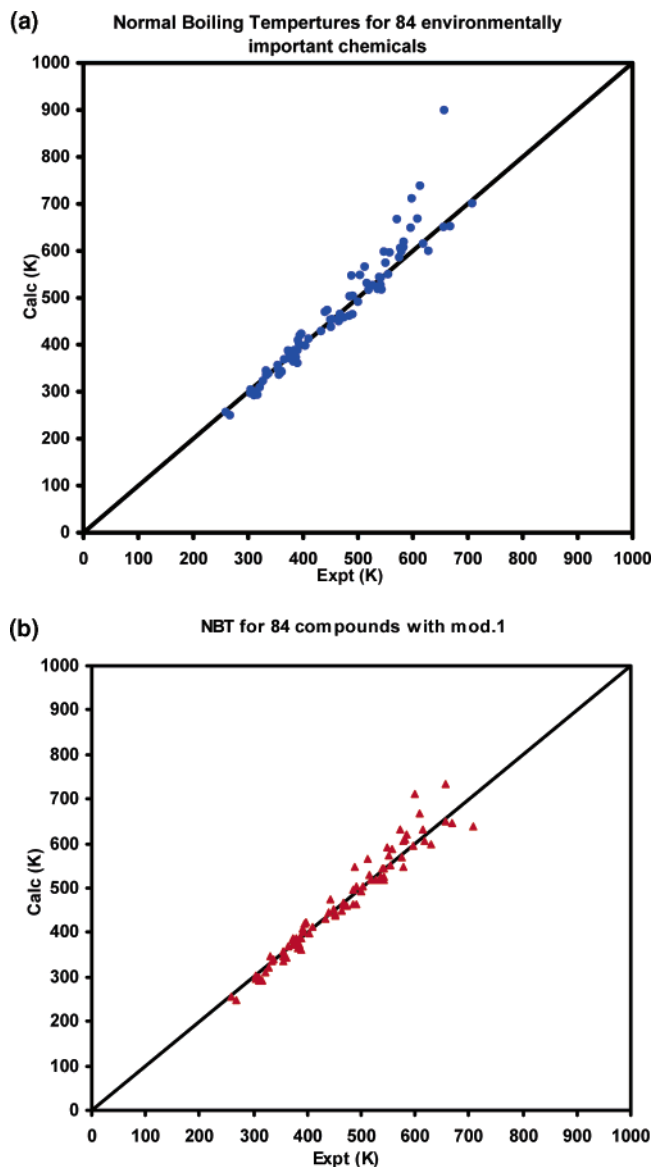 (a)
Normal Boiling Tempertures for 84 environmentally
important chemicals
1000
900
800
700
600
500
400
300
200
100
0
Calc (K)
0 100 200 300 400 500 600 700 800 900 1000
Expt (K)
(b)
NBT for 84 compounds with mod.1
1000
900
800
700
600
500
400
300
200
100
0
Calc (K)
0 100 200 300 400 500 600 700 800 900 1000
Expt (K)